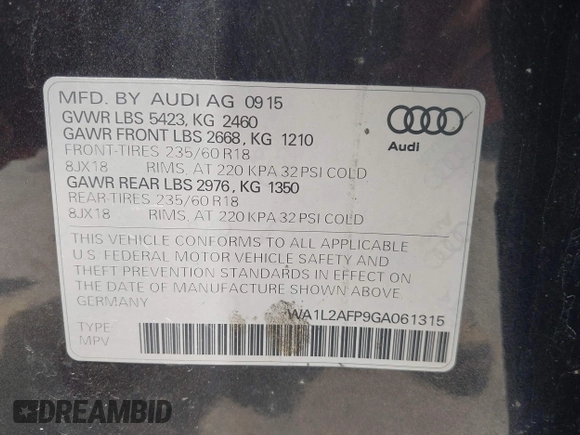 MFD. BY AUDI AG 09 15
GVWR LBS 5423, KG 2460
GAWR FRONT LBS 2668, KG 1210
FRONT-TIRES 235/60 R18
8JX18 RIMS, AT 220 KPA 32 PSI COLD
GAWR REAR LBS 2976, KG 1350
REAR-TIRES 235/60 R18
8JX18 RIMS, AT 220 KPA 32 PSI COLD
Audi
THIS VEHICLE CONFORMS TO ALL APPLICABLE
U.S. FEDERAL MOTOR VEHICLE SAFETY AND
THEFT PREVENTION STANDARDS IN EFFECT ON
THE DATE OF MANUFACTURE SHOWN ABOVE
GERMANY
WA1L2AFP9GA061315
TYPE:
MPV
DREAMBID